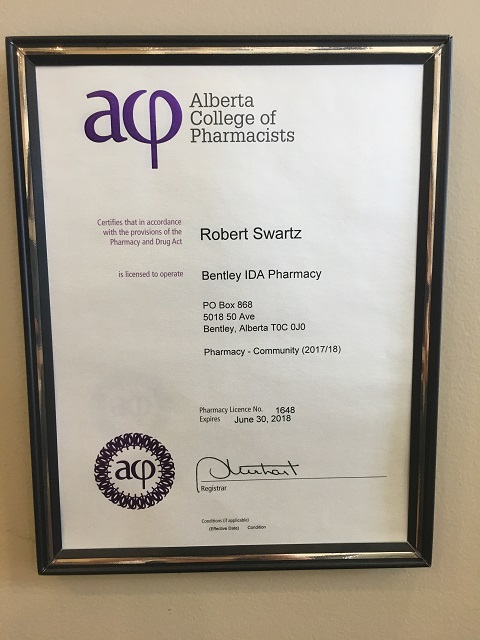 acp
Alberta
College of
Pharmacists
Certifies that in accordance
with the provisions of the
Pharmacy and Drug Act
Robert Swartz
is licensed to operate
Bentley IDA Pharmacy
PO Box 868
5018 50 Ave
Bentley, Alberta T0C 0J0
Pharmacy - Community (2017/18)
Pharmacy Licence No. 1648
Expires June 30, 2018
acp
Registrar
Conditions (if applicable)
(Effective Date) Condition